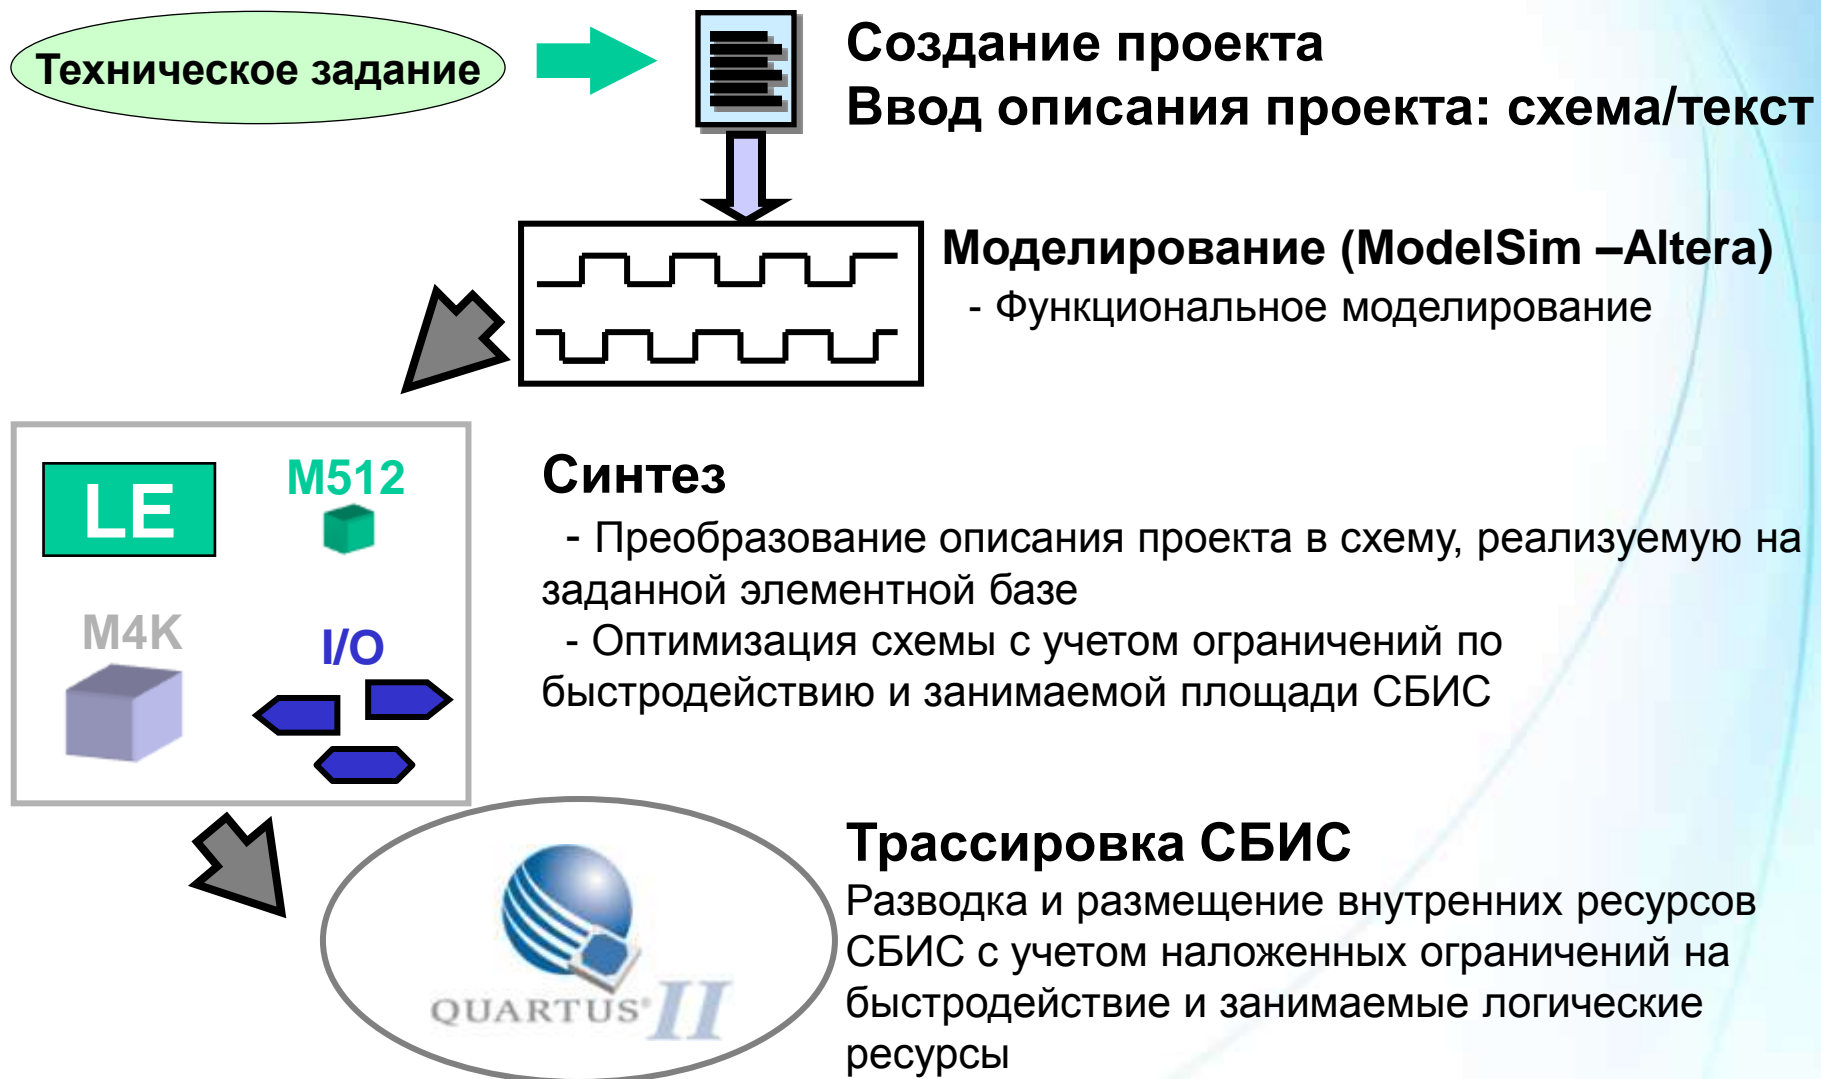 Техническое задание
Создание проекта
Ввод описания проекта: схема/текст
Моделирование (ModelSim –Altera)
- Функциональное моделирование
LE
M512
M4K
I/O
Синтез
- Преобразование описания проекта в схему, реализуемую на
заданной элементной базе
- Оптимизация схемы с учетом ограничений по
быстродействию и занимаемой площади СБИС
QUARTUS® II
Трассировка СБИС
Разводка и размещение внутренних ресурсов
СБИС с учетом наложенных ограничений на
быстродействие и занимаемые логические
ресурсы